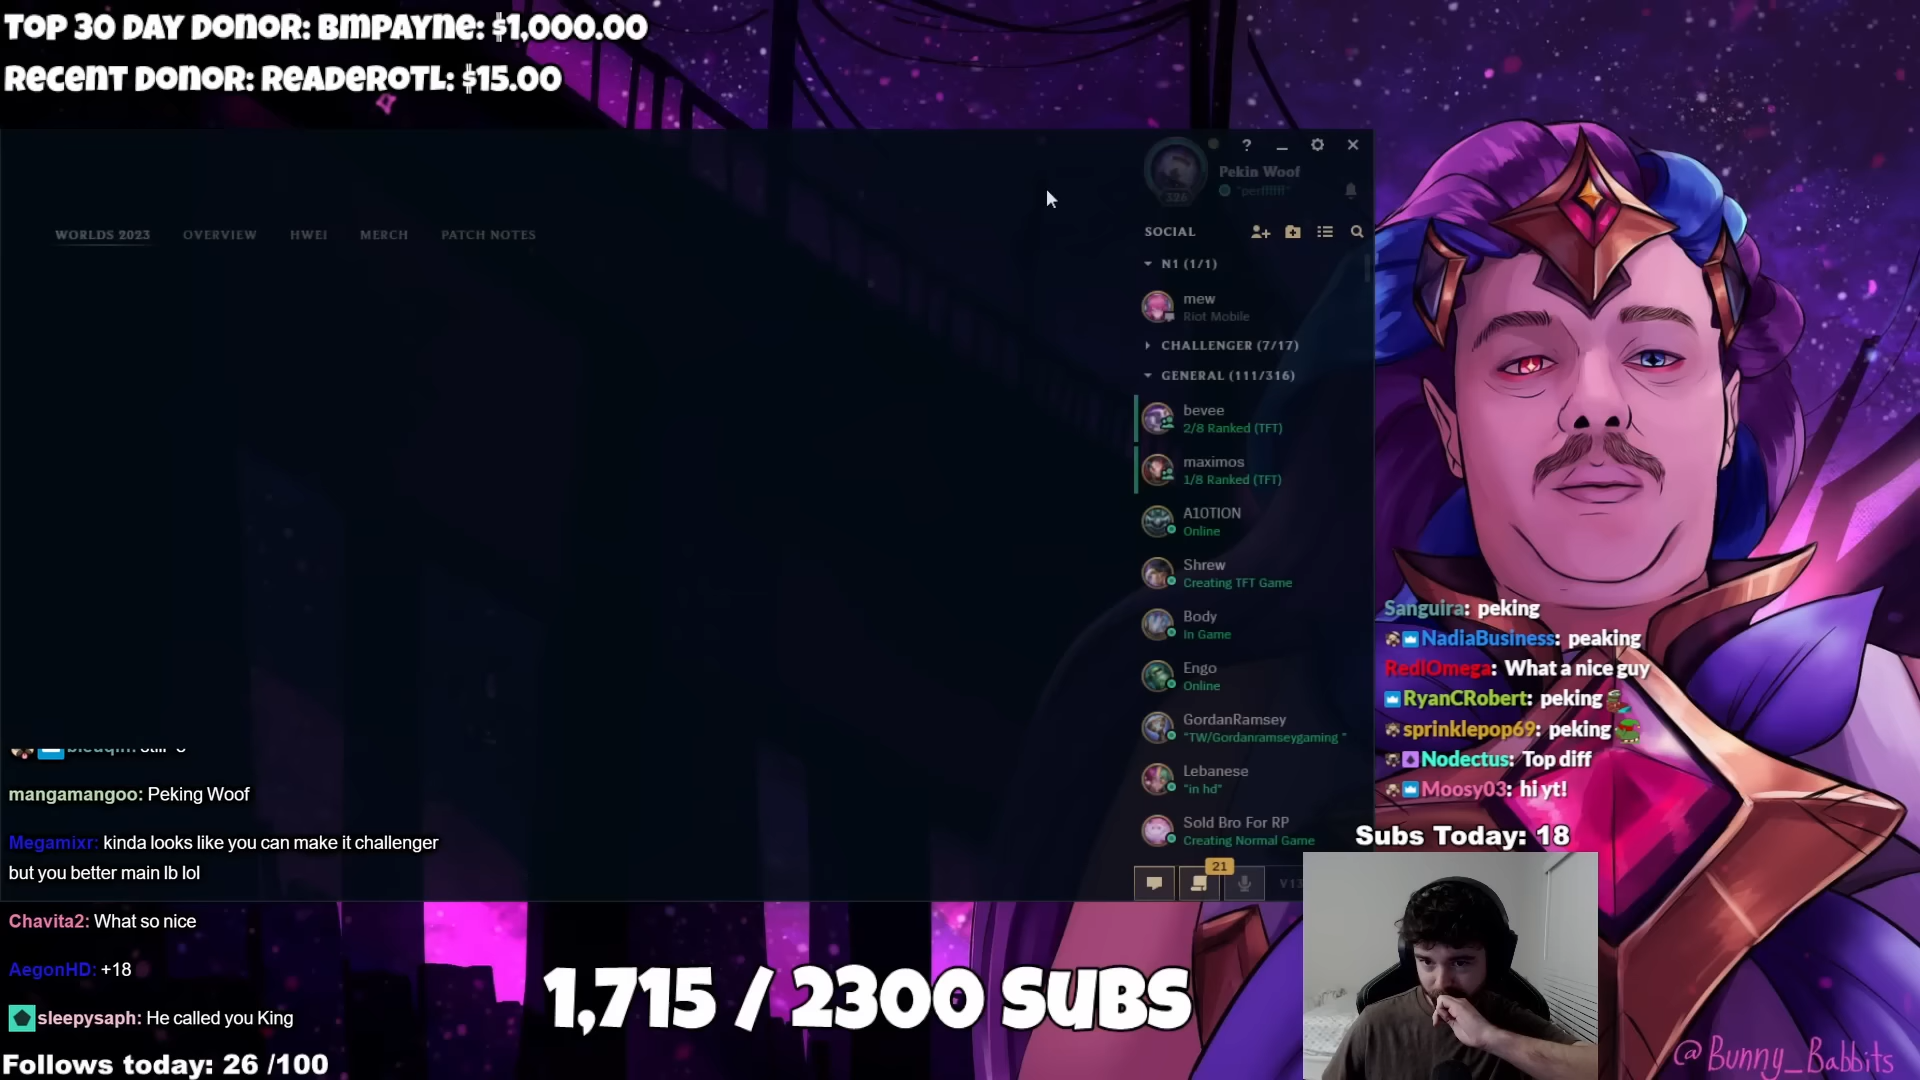 TOP 30 DAY DONOR: BMPAYNE: $1,000.00
RECENT DONOR: READEROTL: $15.00
?
Pekin Woof
326
"perffffff"
WORLDS 2023
OVERVIEW
HWEI
MERCH
PATCH NOTES
SOCIAL
N1 (1/1)
mew
Riot Mobile
CHALLENGER (7/17)
GENERAL (111/316)
bevee
2/8 Ranked (TFT)
maximos
1/8 Ranked (TFT)
A10TION
Online
Shrew
Creating TFT Game
Body
In Game
Engo
Online
GordanRamsey
"TW/Gordanramseygaming "
Lebanese
"in hd"
Sold Bro For RP
Creating Normal Game
21
V13
Sanguira: peking
NadiaBusiness: peaking
RedlOmega: What a nice guy
RyanCRobert: peking
sprinklepop69: peking
Nodectus: Top diff
Moosy03: hi yt!
Subs Today: 18
mangamangoo: Peking Woof
Megamixr: kinda looks like you can make it challenger
but you better main lb lol
Chavita2: What so nice
AegonHD: +18
sleepysaph: He called you King
Follows today: 26 /100
1,715 / 2300 SUBS
@Bunny_Babbits